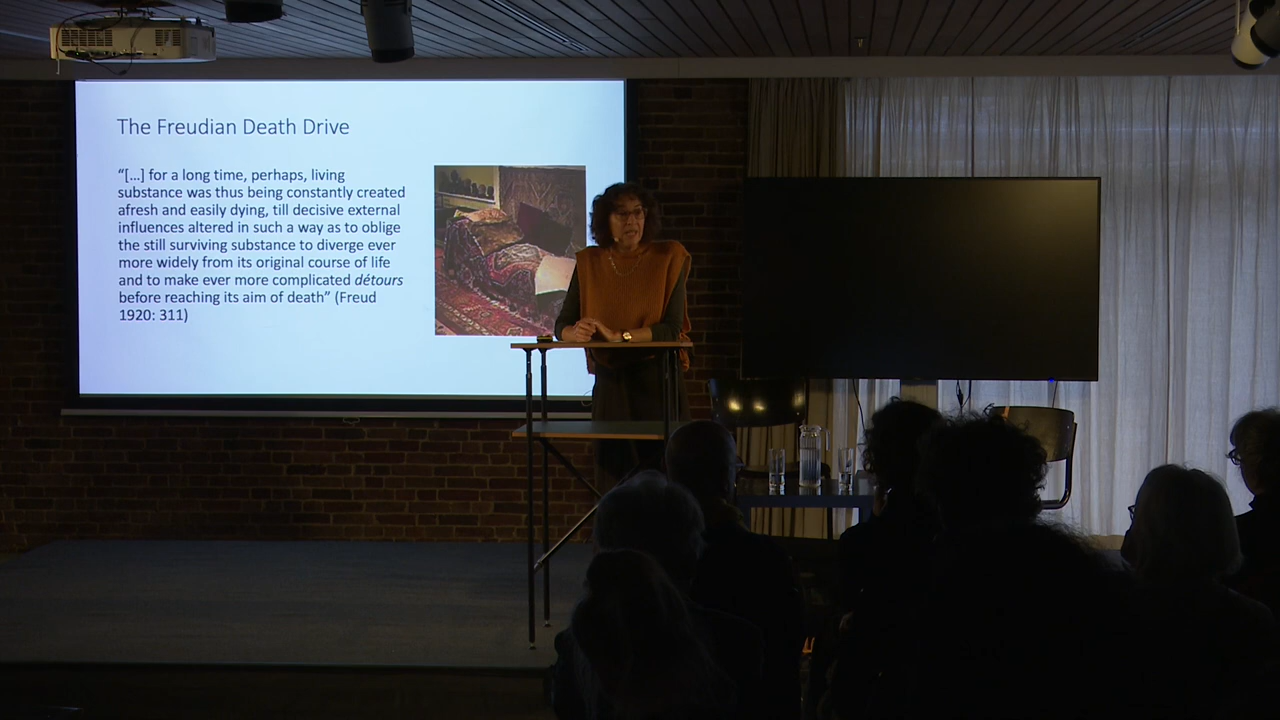 The Freudian Death Drive
“[…] for a long time, perhaps, living
substance was thus being constantly created
afresh and easily dying, till decisive external
influences altered in such a way as to oblige
the still surviving substance to diverge ever
more widely from its original course of life
and to make ever more complicated détours
before reaching its aim of death” (Freud
1920: 311)